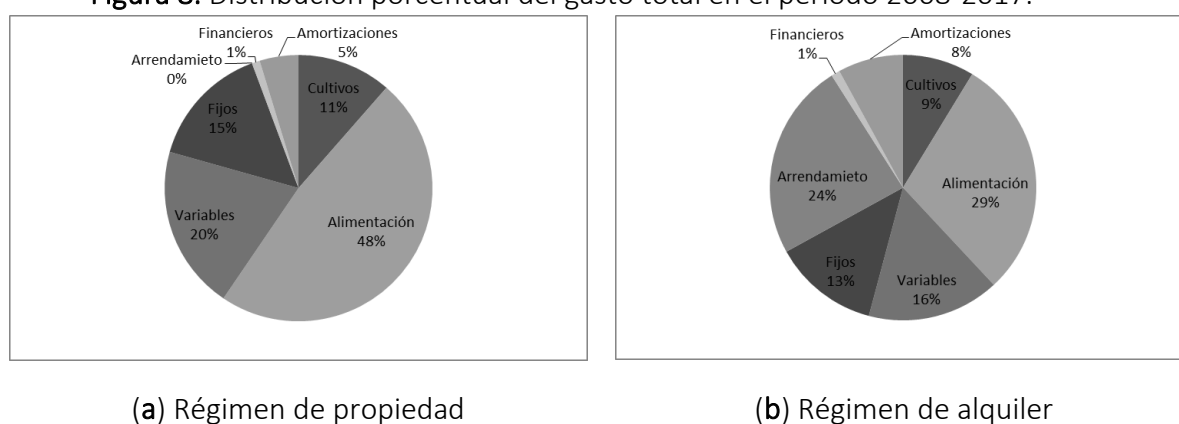 Figura 8. Distribución porcentual del gasto total en el periodo 2008-2017.
Financieros
1%
Amortizaciones
5%
Arrendamieto
0%
Cultivos
11%
Fijos
15%
Variables
20%
Alimentación
48%
Financieros
1%
Amortizaciones
8%
Cultivos
9%
Arrendamieto
24%
Alimentación
29%
Fijos
13%
Variables
16%
(a) Régimen de propiedad
(b) Régimen de alquiler